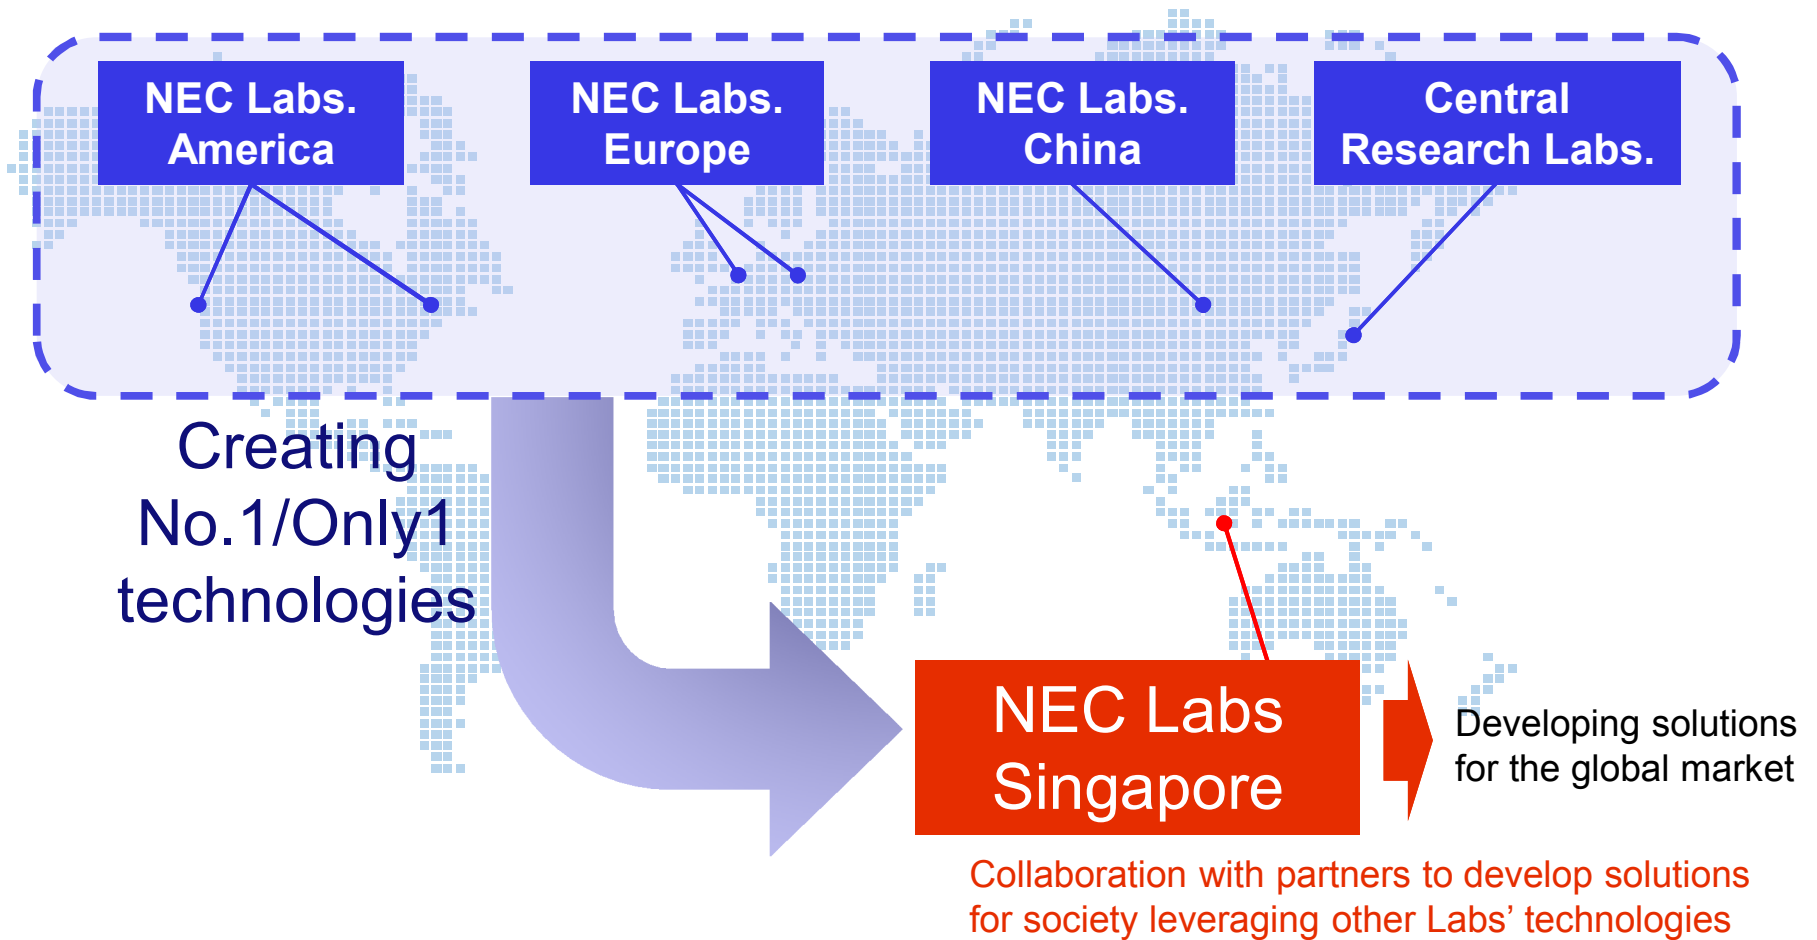 NEC Labs.
America
NEC Labs.
Europe
NEC Labs.
China
Central
Research Labs.
Creating
No.1/Only1
technologies
NEC Labs
Singapore
Developing solutions
for the global market
Collaboration with partners to develop solutions
for society leveraging other Labs’ technologies